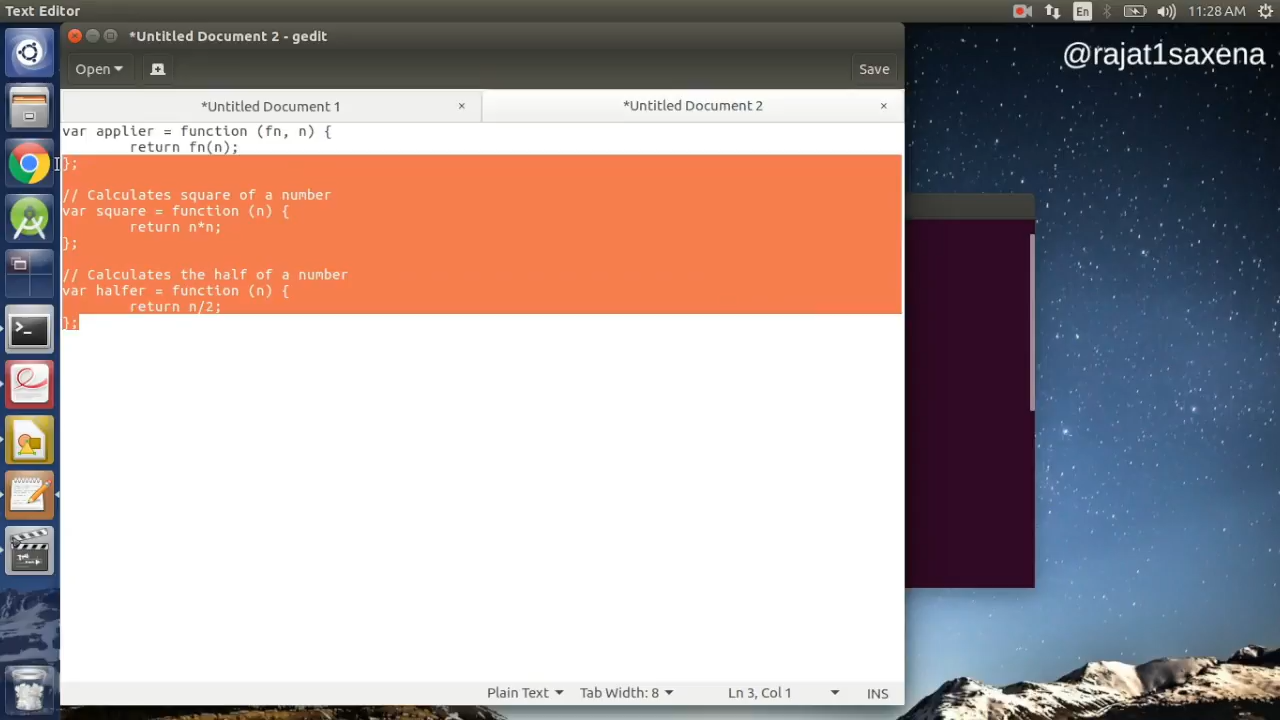 Text Editor
En
11:28 AM
*Untitled Document 2 - gedit
@rajat1saxena
Open
Save
*Untitled Document 1 ×
*Untitled Document 2 ×
var applier = function (fn, n) {
        return fn(n);
};
// Calculates square of a number
var square = function (n) {
        return n*n;
};
// Calculates the half of a number
var halfer = function (n) {
        return n/2;
};
Plain Text
Tab Width: 8
Ln 3, Col 1
INS